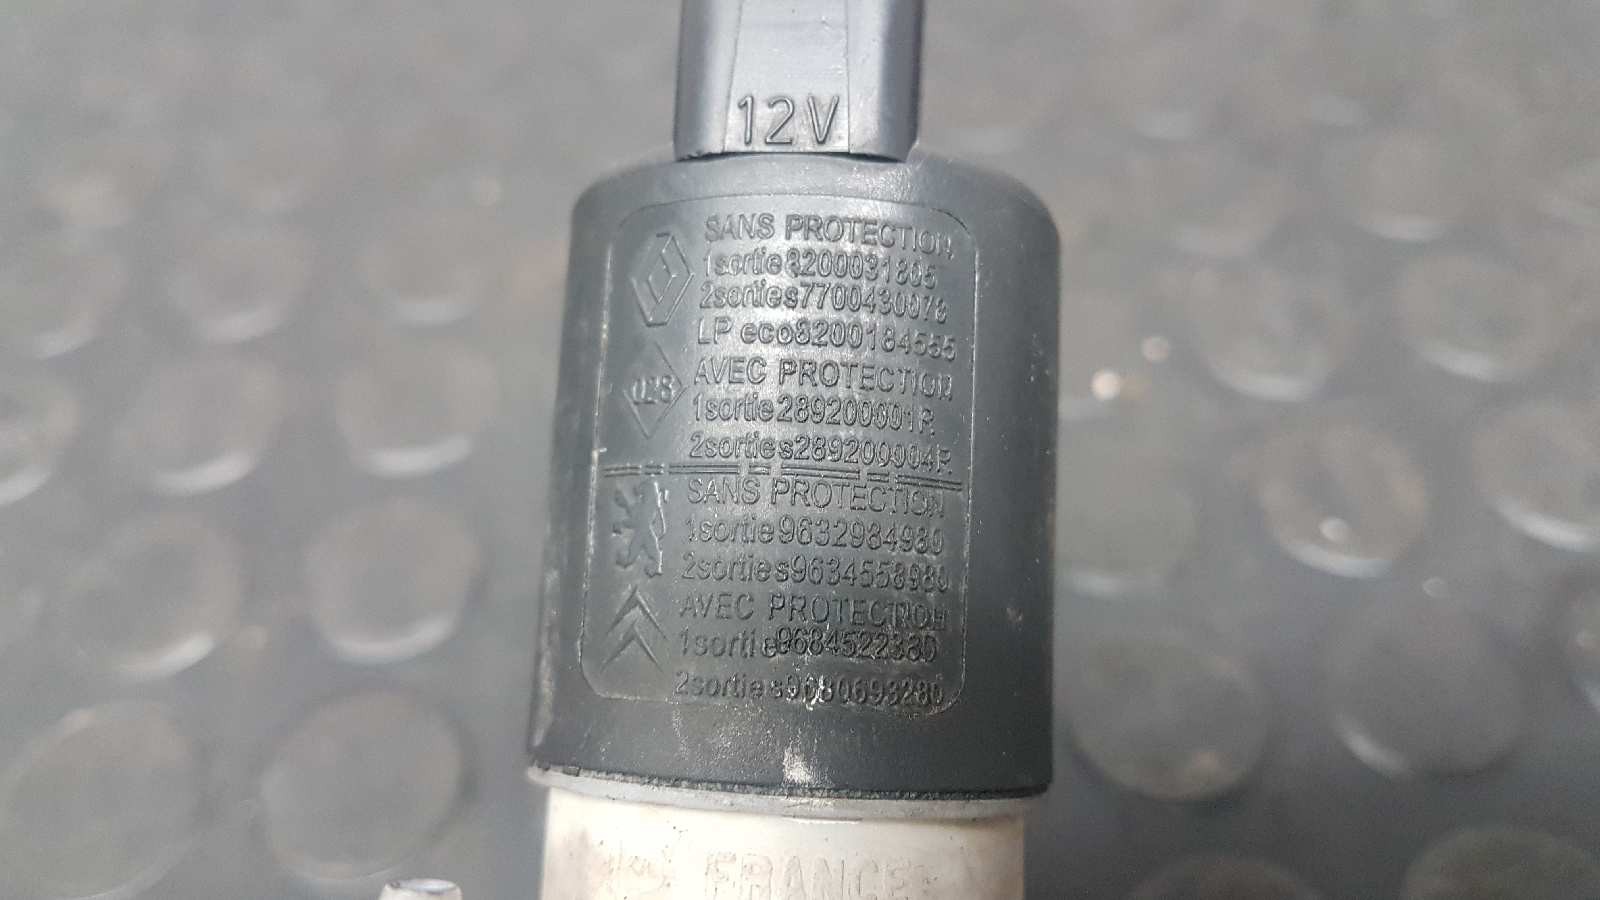 12V
SANS PROTECTION
1sortie8200031805
2sorties7700430073
LP eco8200184555
028
AVEC PROTECTION
1sortie289200001R
2sorties289200004R
SANS PROTECTION
1sortie9632984980
2sorties9634558980
AVEC PROTECTION
1sortie9684522380
2sorties9680693280
FRANCE